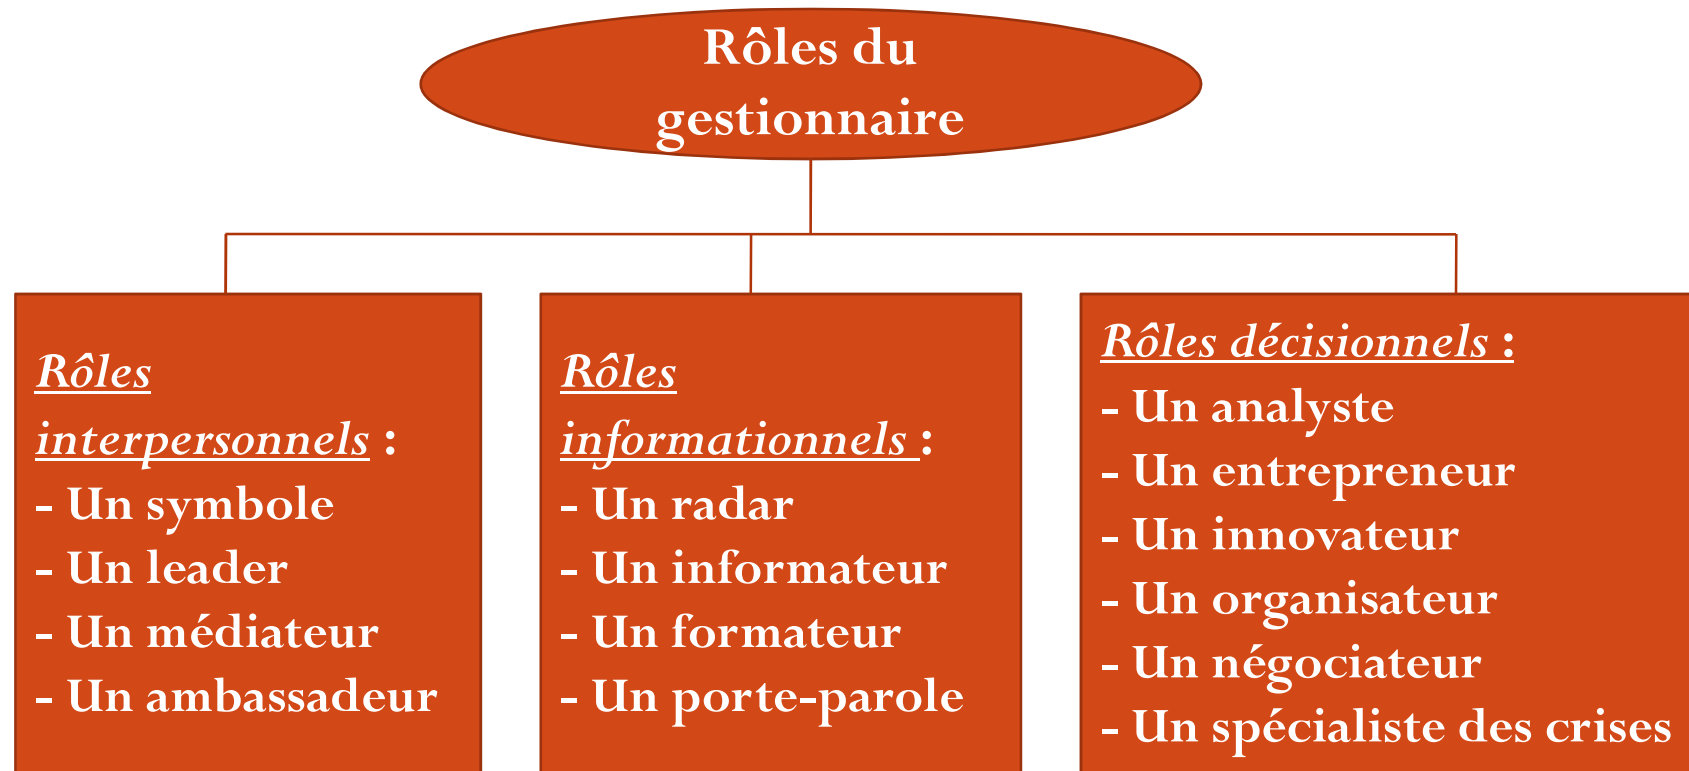 Rôles du
gestionnaire
Rôles
interpersonnels :
- Un symbole
- Un leader
- Un médiateur
- Un ambassadeur
Rôles
informationnels :
- Un radar
- Un informateur
- Un formateur
- Un porte-parole
Rôles décisionnels :
- Un analyste
- Un entrepreneur
- Un innovateur
- Un organisateur
- Un négociateur
- Un spécialiste des crises